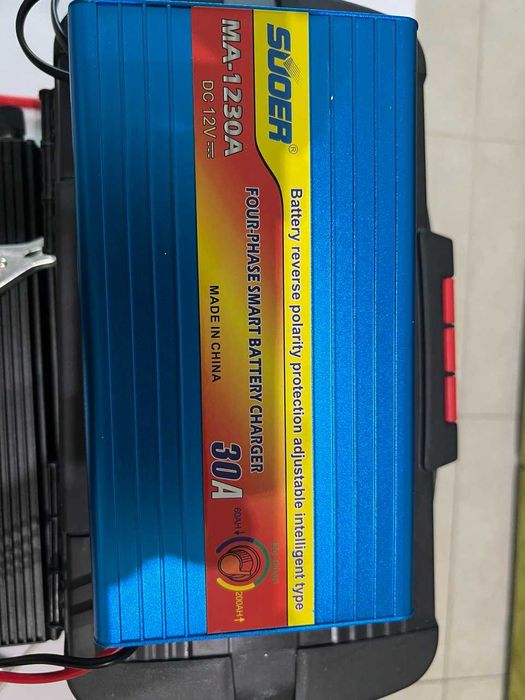 SUOER®
Battery reverse polarity protection adjustable intelligent type
MA-1230A
DC 12V
FOUR-PHASE SMART BATTERY CHARGER
MADE IN CHINA
30A
60AH
200AH